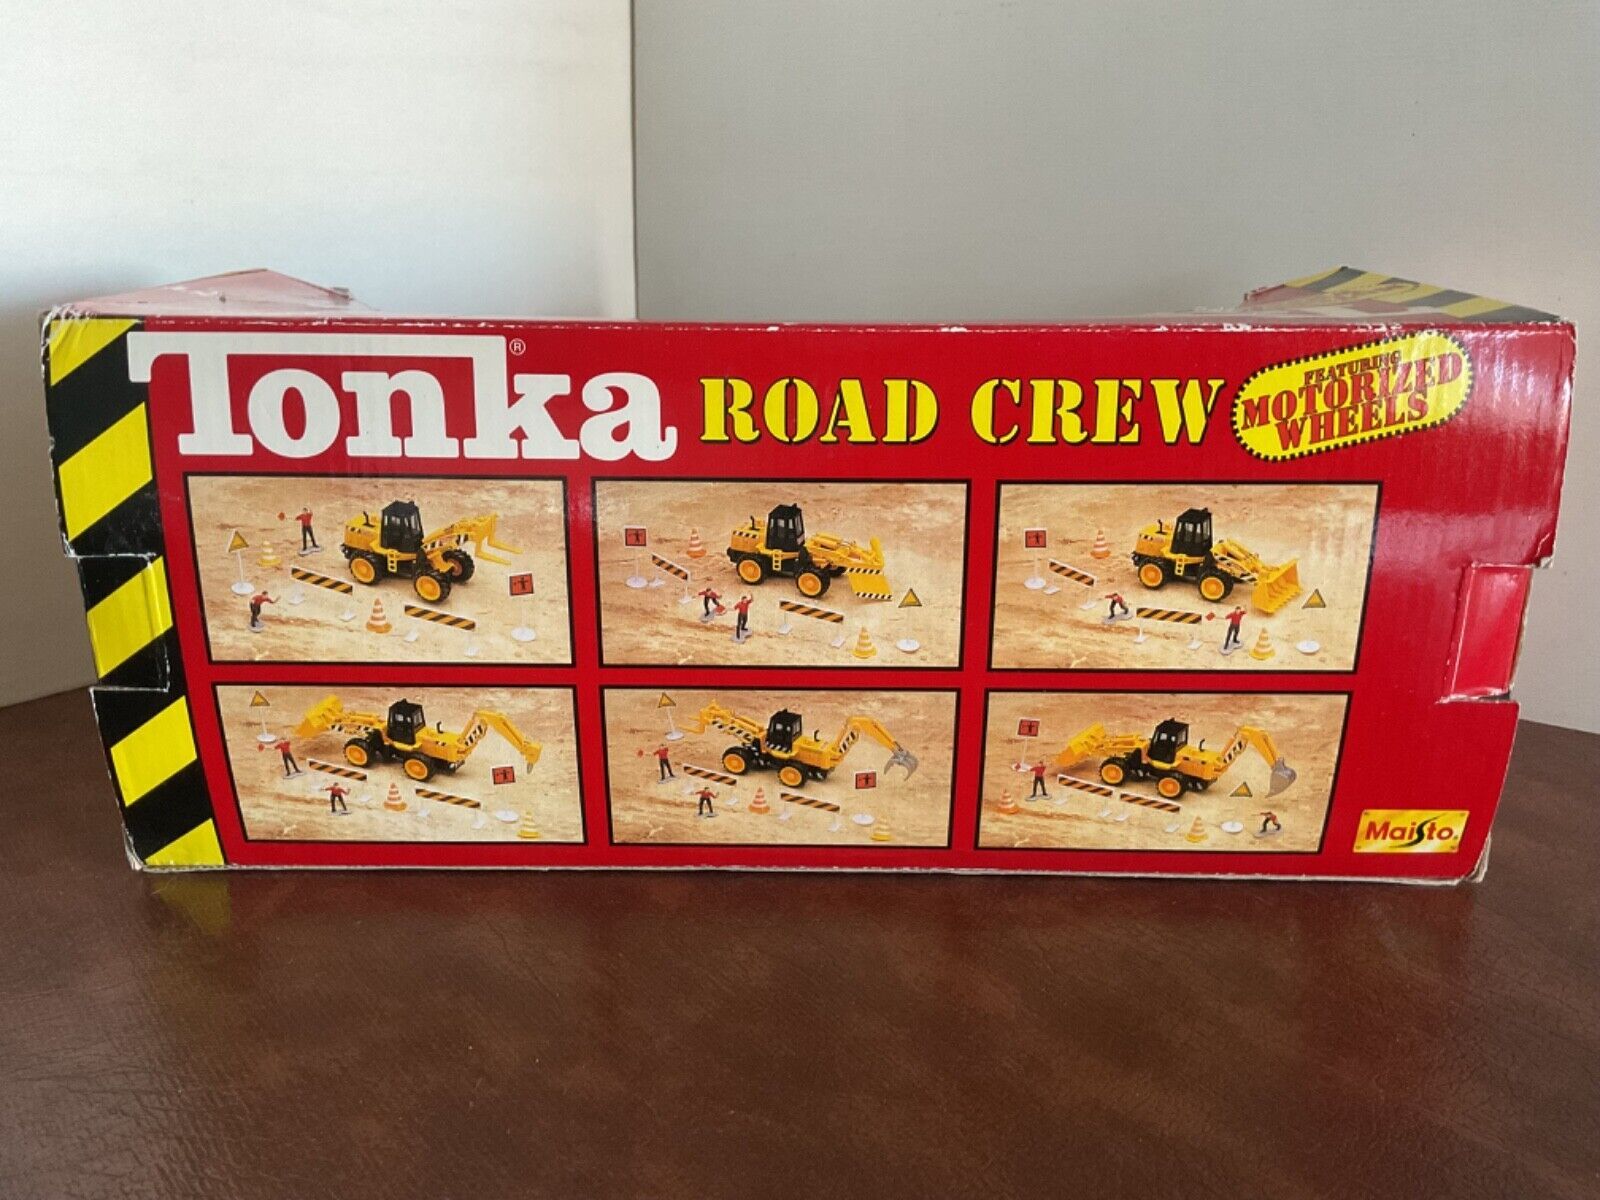 Tonka® ROAD CREW
FEATURING
MOTORIZED
WHEELS
Maisto®